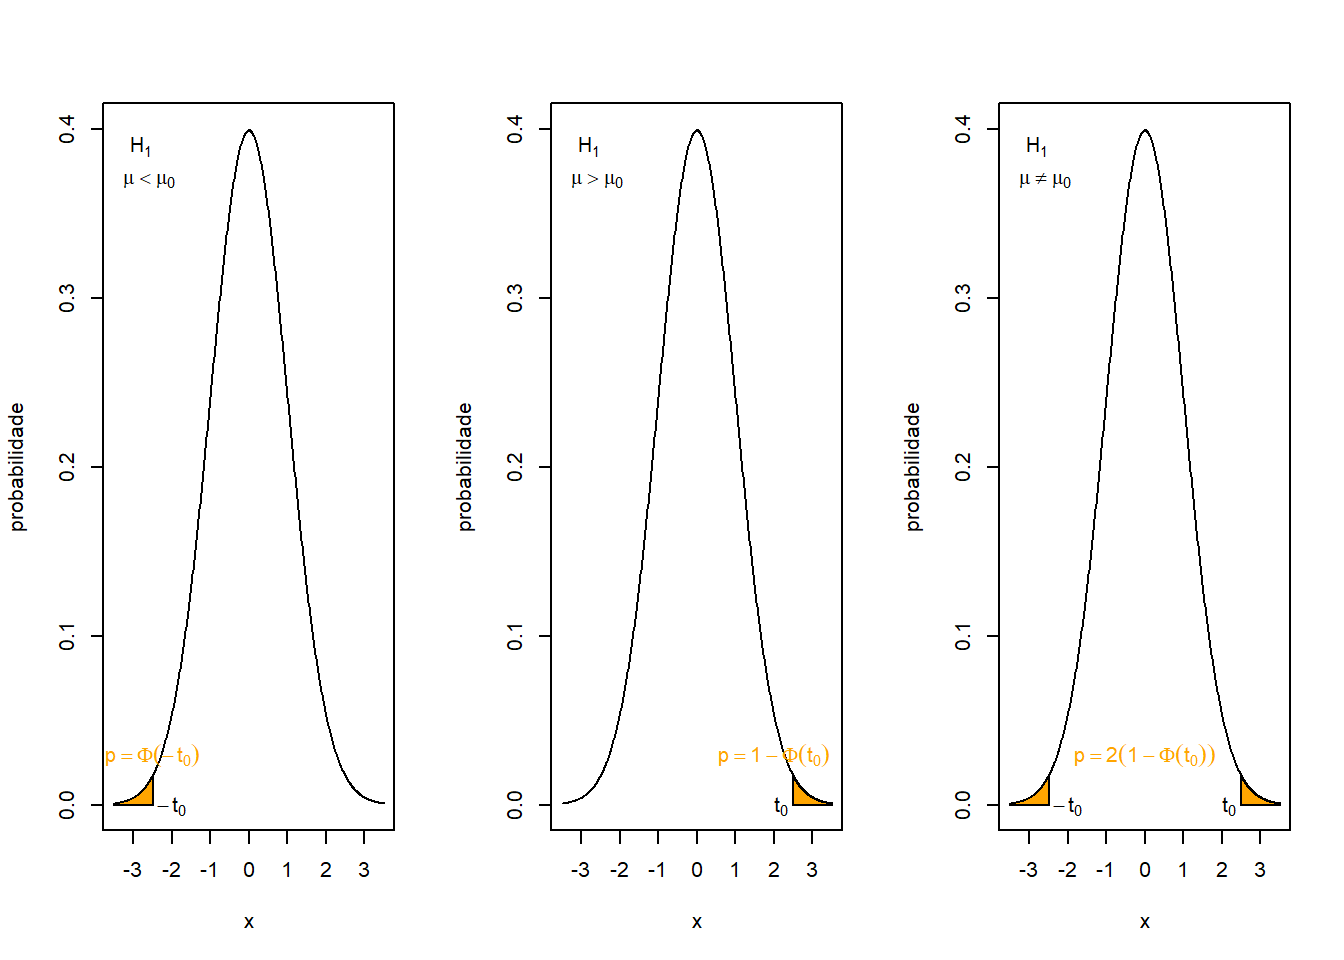 H₁
μ < μ₀
p = Φ(− t₀)
− t₀
0.0 0.1 0.2 0.3 0.4
probabilidade
-3 -2 -1 0 1 2 3
x
H₁
μ > μ₀
p = 1 − Φ(t₀)
t₀
0.0 0.1 0.2 0.3 0.4
probabilidade
-3 -2 -1 0 1 2 3
x
H₁
μ ≠ μ₀
p = 2(1 − Φ(t₀))
− t₀
t₀
0.0 0.1 0.2 0.3 0.4
probabilidade
-3 -2 -1 0 1 2 3
x